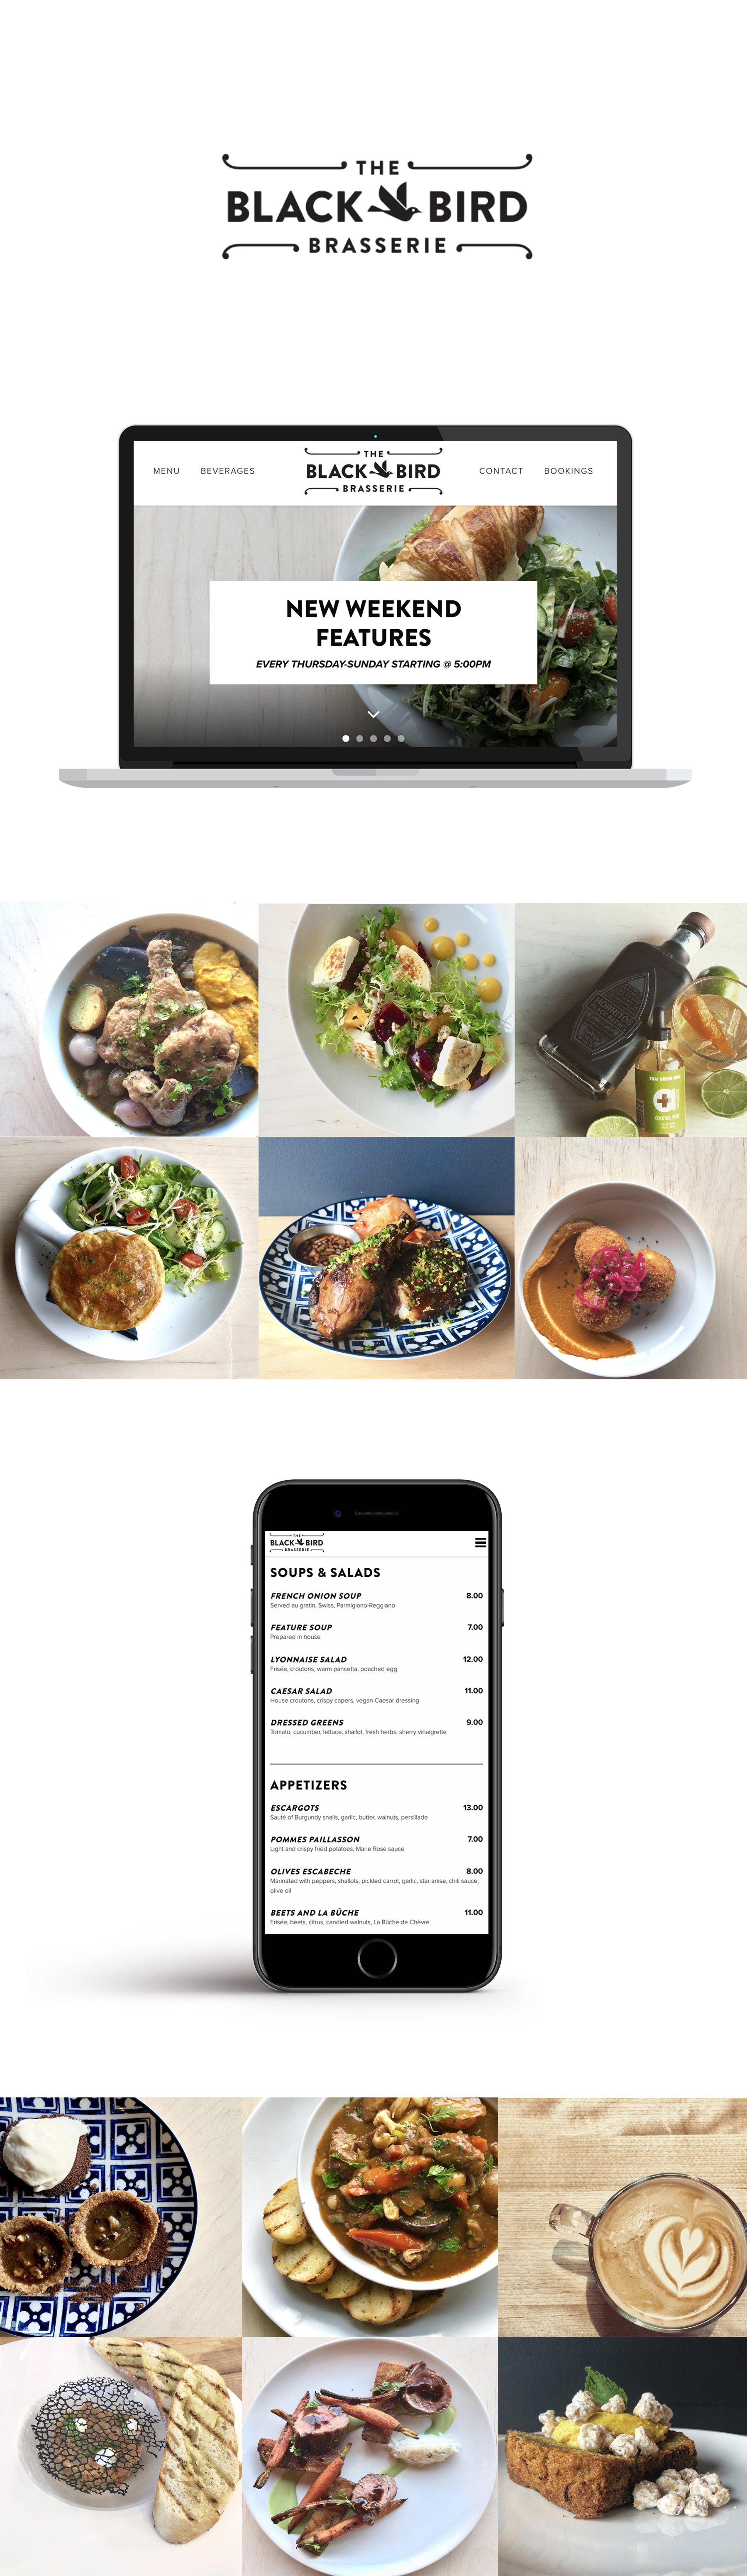 THE
BLACK BIRD
BRASSERIE
MENU BEVERAGES
THE
BLACK BIRD
BRASSERIE
CONTACT BOOKINGS
NEW WEEKEND
FEATURES
EVERY THURSDAY-SUNDAY STARTING @ 5:00PM
HORNITOS
a
THE
BLACK BIRD
BRASSERIE
SOUPS & SALADS
FRENCH ONION SOUP 8.00
Served au gratin, Swiss, Parmigiano-Reggiano
FEATURE SOUP 7.00
Prepared in house
LYONNAISE SALAD 12.00
Frisée, croutons, warm pancetta, poached egg
CAESAR SALAD 11.00
House croutons, crispy capers, vegan Caesar dressing
DRESSED GREENS 9.00
Tomato, cucumber, lettuce, shallot, fresh herbs, sherry vinaigrette
APPETIZERS
ESCARGOTS 13.00
Sauté of Burgundy snails, garlic, butter, walnuts, persillade
POMMES PAILLASSON 7.00
Light and crispy fried potatoes, Marie Rose sauce
OLIVES ESCABECHE 8.00
Marinated with peppers, shallots, pickled carrot, garlic, star anise, chili sauce,
olive oil
BEETS AND LA BÛCHE 11.00
Frisée, beets, citrus, candied walnuts, La Bûche de Chèvre